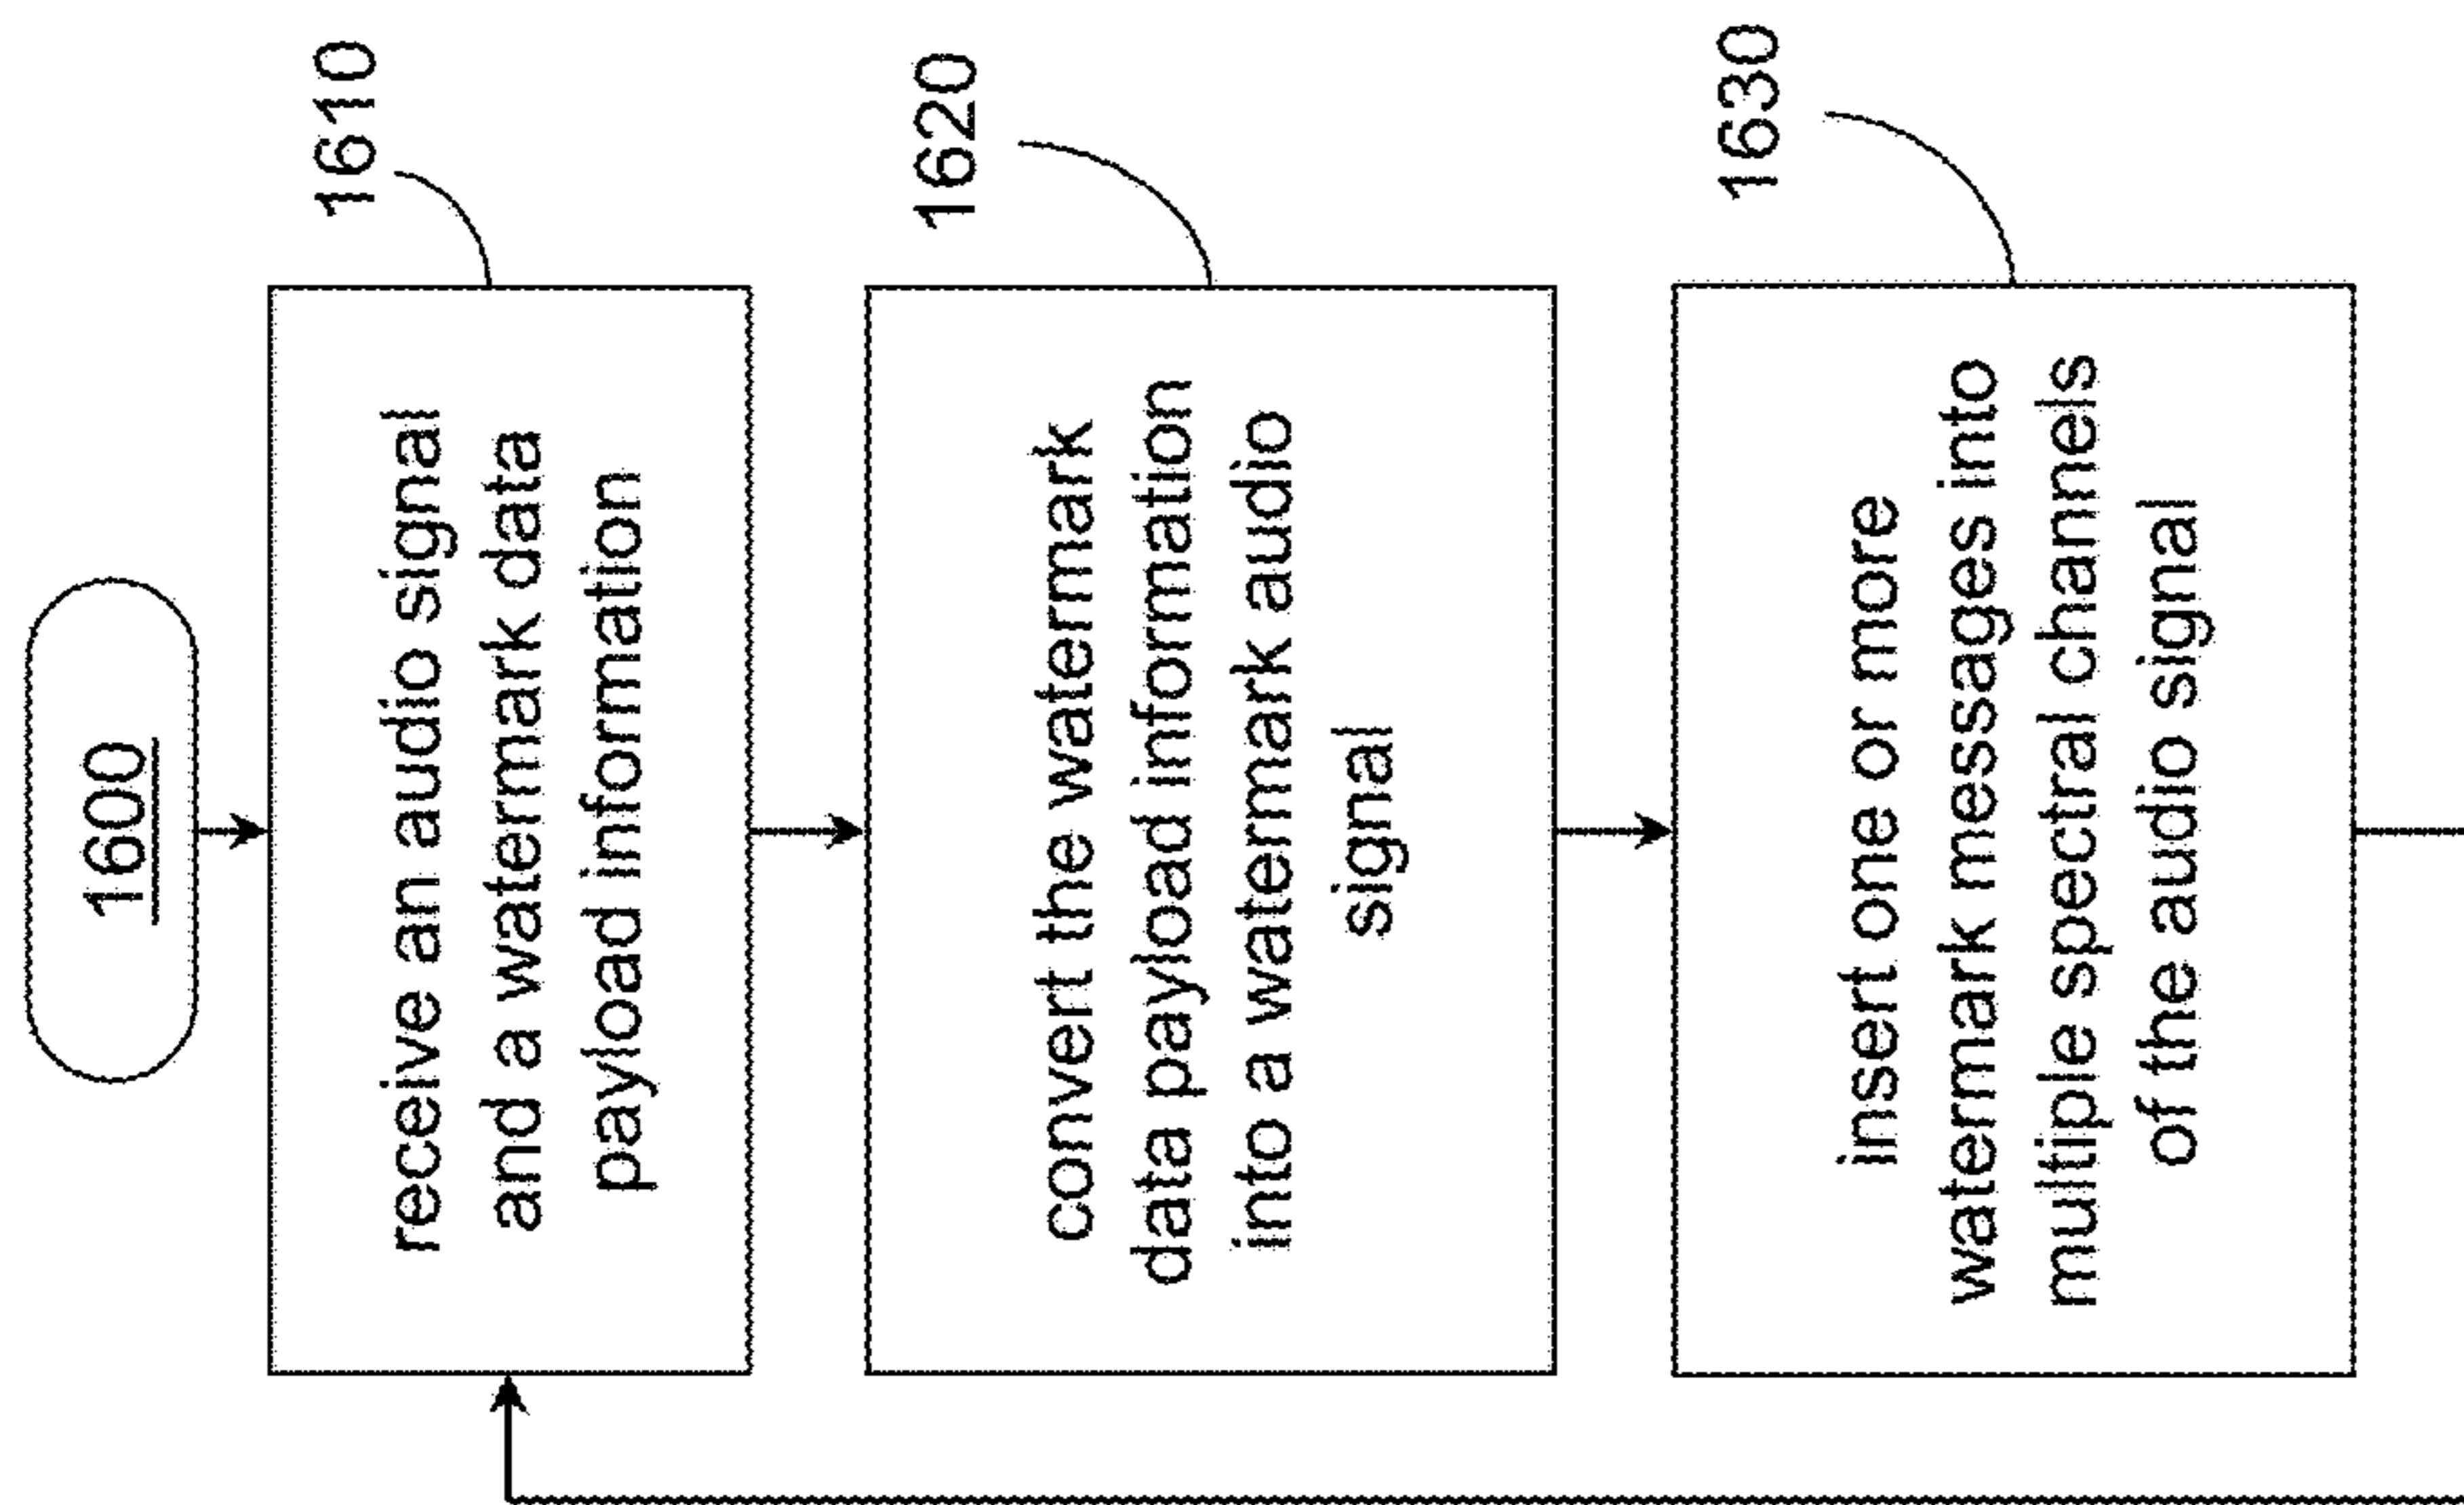 1600
receive an audio signal
and a watermark data
payload information
1610
convert the watermark
data payload information
into a watermark audio
signal
1620
insert one or more
watermark messages into
multiple spectral channels
of the audio signal
1630